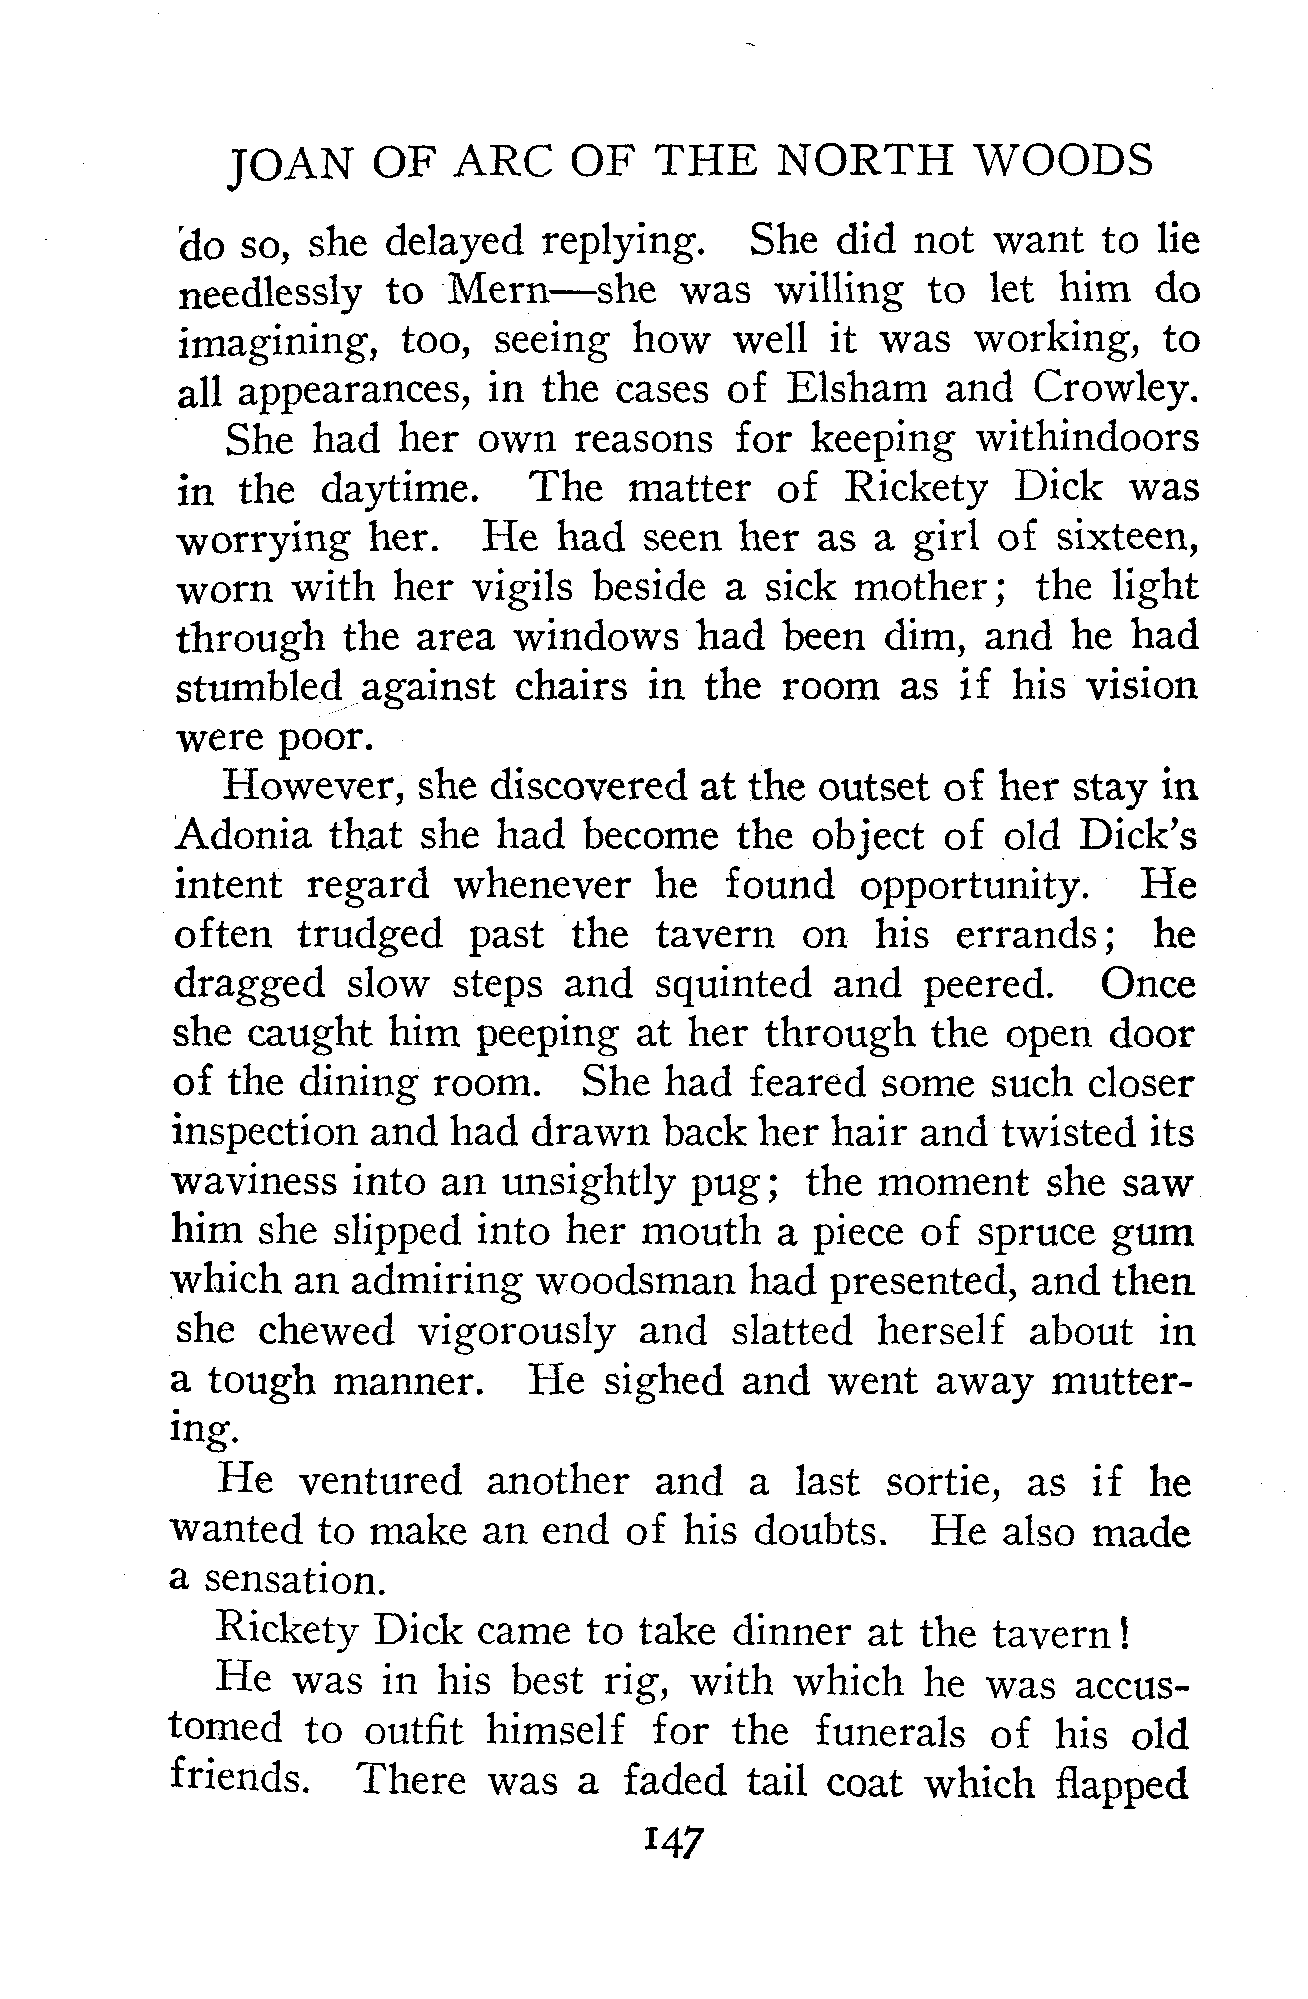 JOAN OF ARC OF THE NORTH WOODS
do so, she delayed replying. She did not want to lie
needlessly to Mern—she was willing to let him do
imagining, too, seeing how well it was working, to
all appearances, in the cases of Elsham and Crowley.
She had her own reasons for keeping withindoors
in the daytime. The matter of Rickety Dick was
worrying her. He had seen her as a girl of sixteen,
worn with her vigils beside a sick mother; the light
through the area windows had been dim, and he had
stumbled against chairs in the room as if his vision
were poor.
However, she discovered at the outset of her stay in
Adonia that she had become the object of old Dick's
intent regard whenever he found opportunity. He
often trudged past the tavern on his errands; he
dragged slow steps and squinted and peered. Once
she caught him peeping at her through the open door
of the dining room. She had feared some such closer
inspection and had drawn back her hair and twisted its
waviness into an unsightly pug; the moment she saw
him she slipped into her mouth a piece of spruce gum
which an admiring woodsman had presented, and then
she chewed vigorously and slatted herself about in
a tough manner. He sighed and went away mutter-
ing.
He ventured another and a last sortie, as if he
wanted to make an end of his doubts. He also made
a sensation.
Rickety Dick came to take dinner at the tavern!
He was in his best rig, with which he was accus-
tomed to outfit himself for the funerals of his old
friends. There was a faded tail coat which flapped
147